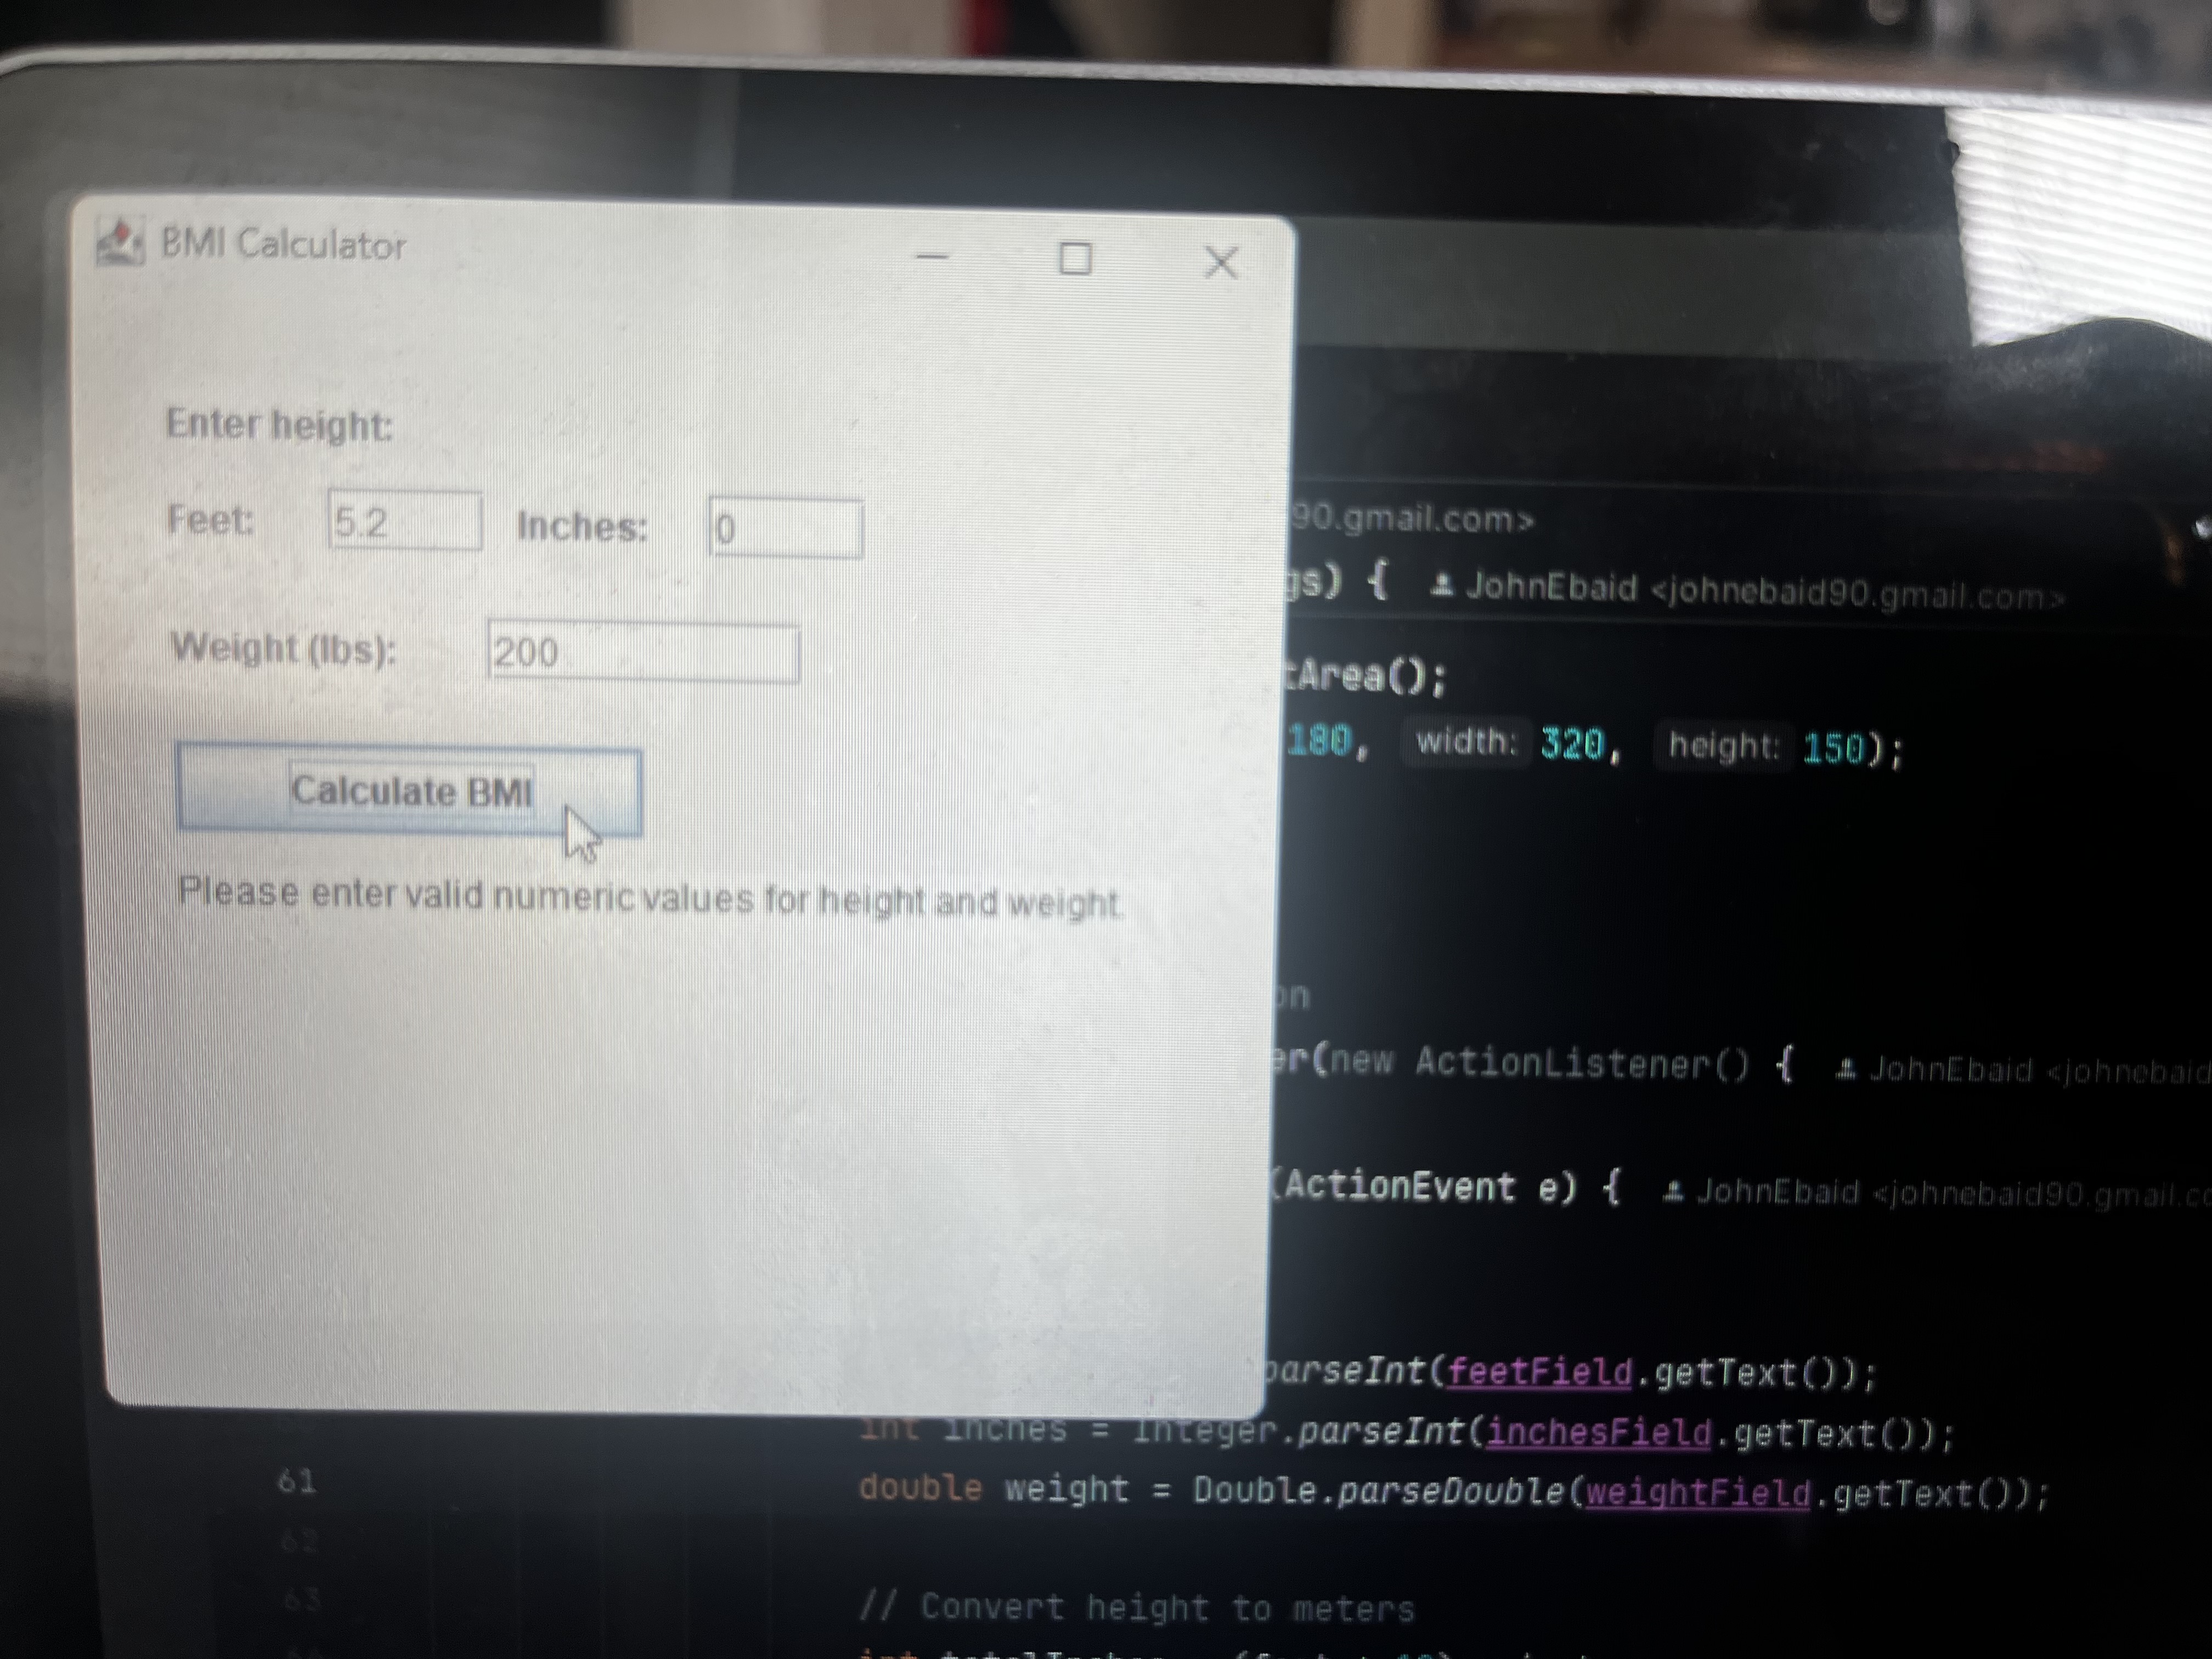 BMI Calculator
Enter height:
Feet: 5.2 Inches: 0
Weight (lbs): 200
Calculate BMI
Please enter valid numeric values for height and weight.
90.gmail.com>
gs) { JohnEbaid <johnebaid90.gmail.com>
tArea();
180, width: 320, height: 150);
on
er(new ActionListener() { JohnEbaid <johnebaid
(ActionEvent e) { JohnEbaid <johnebaid90.gmail.co
parseInt(feetField.getText());
int inches = Integer.parseInt(inchesField.getText());
61 double weight = Double.parseDouble(weightField.getText());
62
63 // Convert height to meters
int